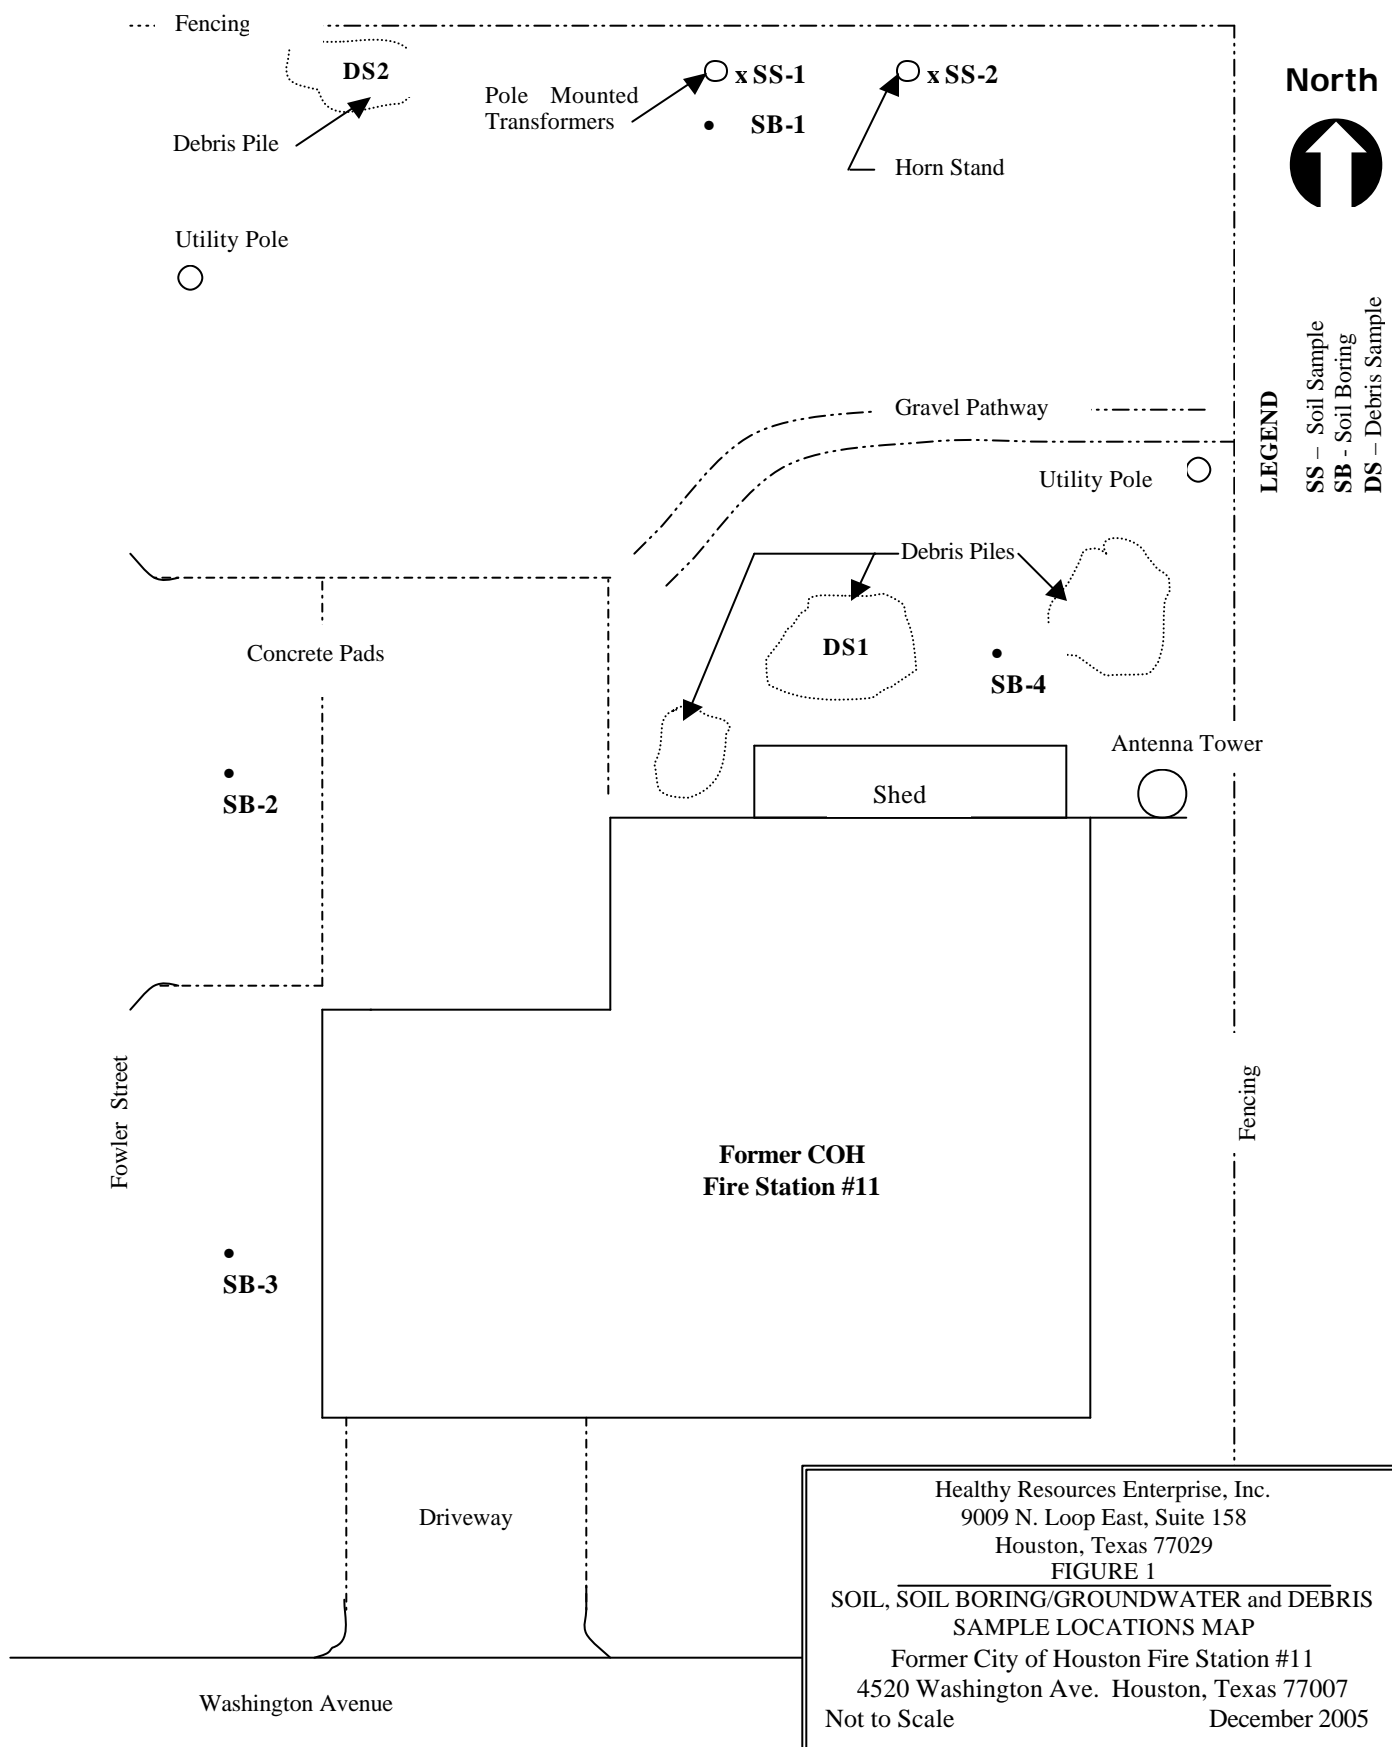 Fencing
DS2
x SS-1
x SS-2
North
Pole Mounted
Transformers
SB-1
Debris Pile
Horn Stand
Utility Pole
LEGEND
SS – Soil Sample
SB - Soil Boring
DS – Debris Sample
Gravel Pathway
Utility Pole
Debris Piles
Concrete Pads
DS1
SB-4
Antenna Tower
SB-2
Shed
Fowler Street
Fencing
Former COH
Fire Station #11
SB-3
Driveway
Washington Avenue
Healthy Resources Enterprise, Inc.
9009 N. Loop East, Suite 158
Houston, Texas 77029
FIGURE 1
SOIL, SOIL BORING/GROUNDWATER and DEBRIS
SAMPLE LOCATIONS MAP
Former City of Houston Fire Station #11
4520 Washington Ave. Houston, Texas 77007
Not to Scale December 2005